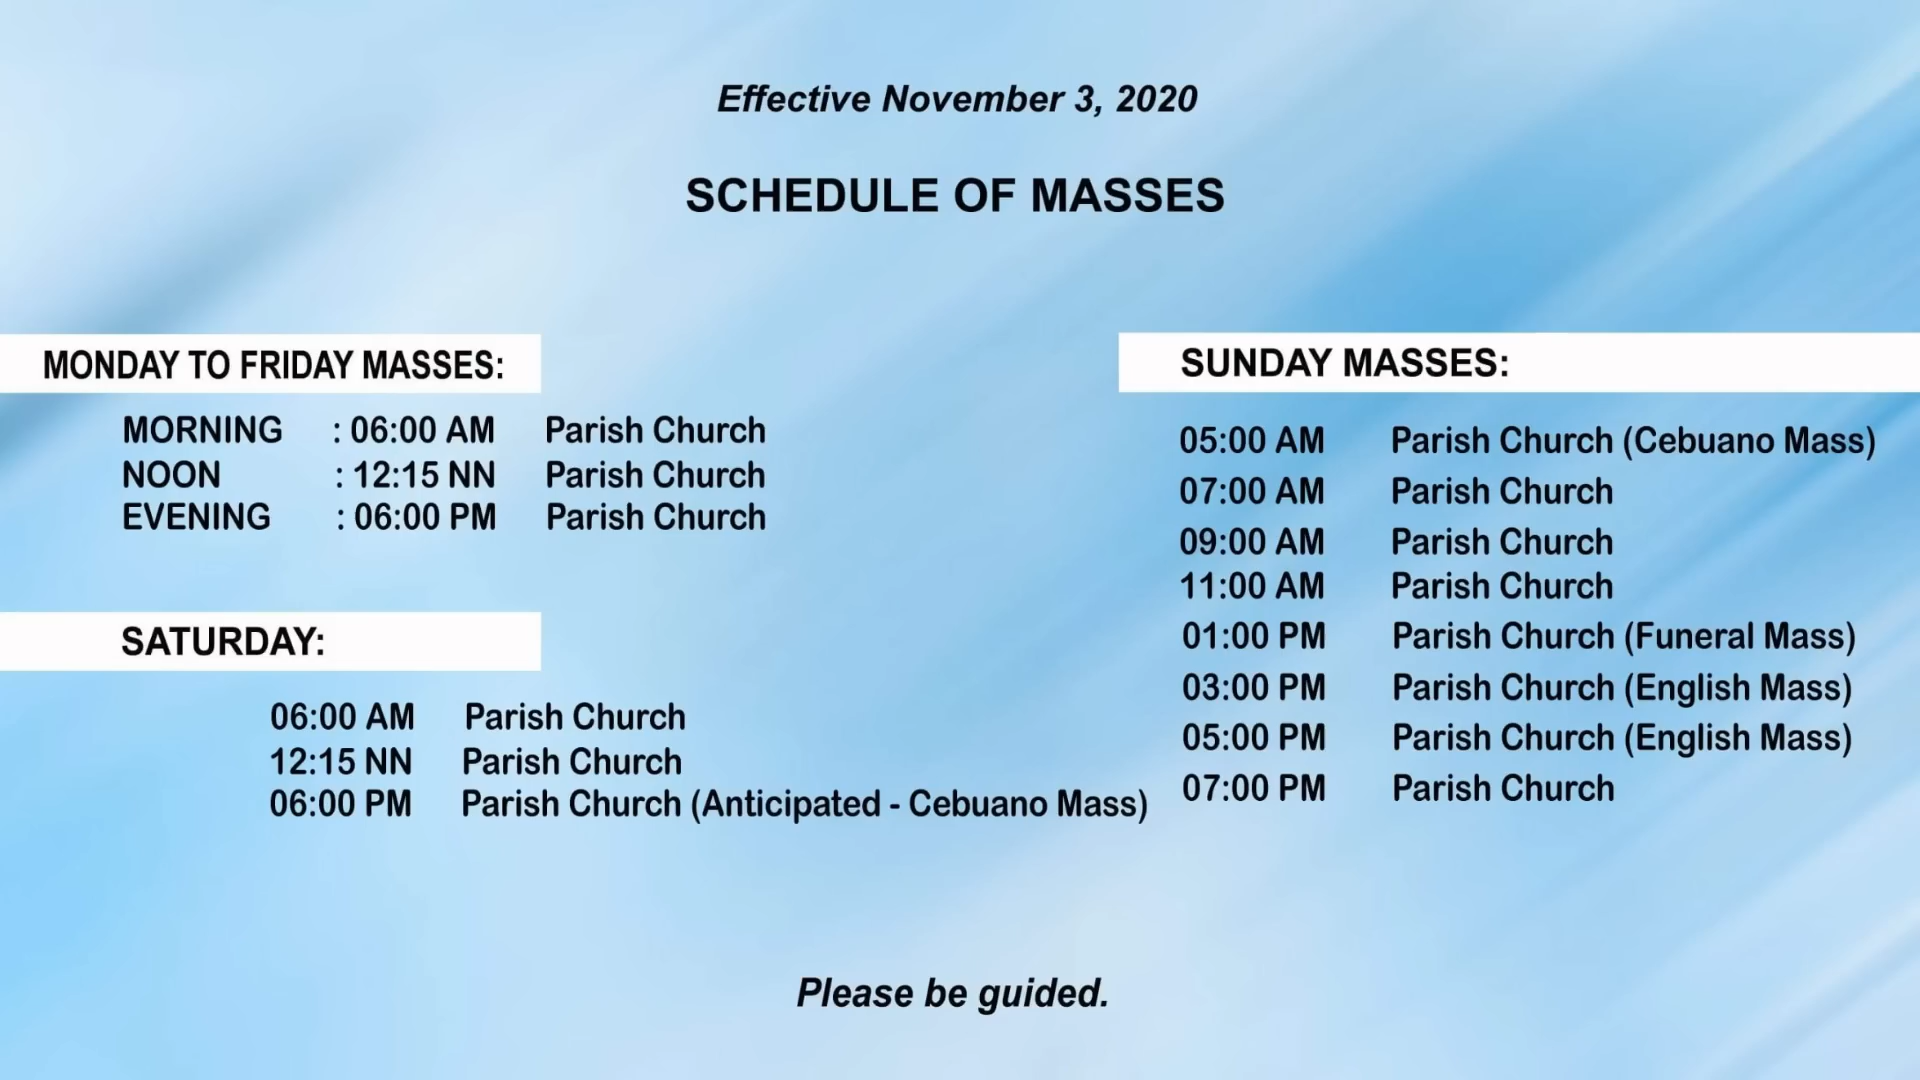 Effective November 3, 2020
SCHEDULE OF MASSES
MONDAY TO FRIDAY MASSES:
MORNING : 06:00 AM Parish Church
NOON : 12:15 NN Parish Church
EVENING : 06:00 PM Parish Church
SATURDAY:
06:00 AM Parish Church
12:15 NN Parish Church
06:00 PM Parish Church (Anticipated - Cebuano Mass)
SUNDAY MASSES:
05:00 AM Parish Church (Cebuano Mass)
07:00 AM Parish Church
09:00 AM Parish Church
11:00 AM Parish Church
01:00 PM Parish Church (Funeral Mass)
03:00 PM Parish Church (English Mass)
05:00 PM Parish Church (English Mass)
07:00 PM Parish Church
Please be guided.